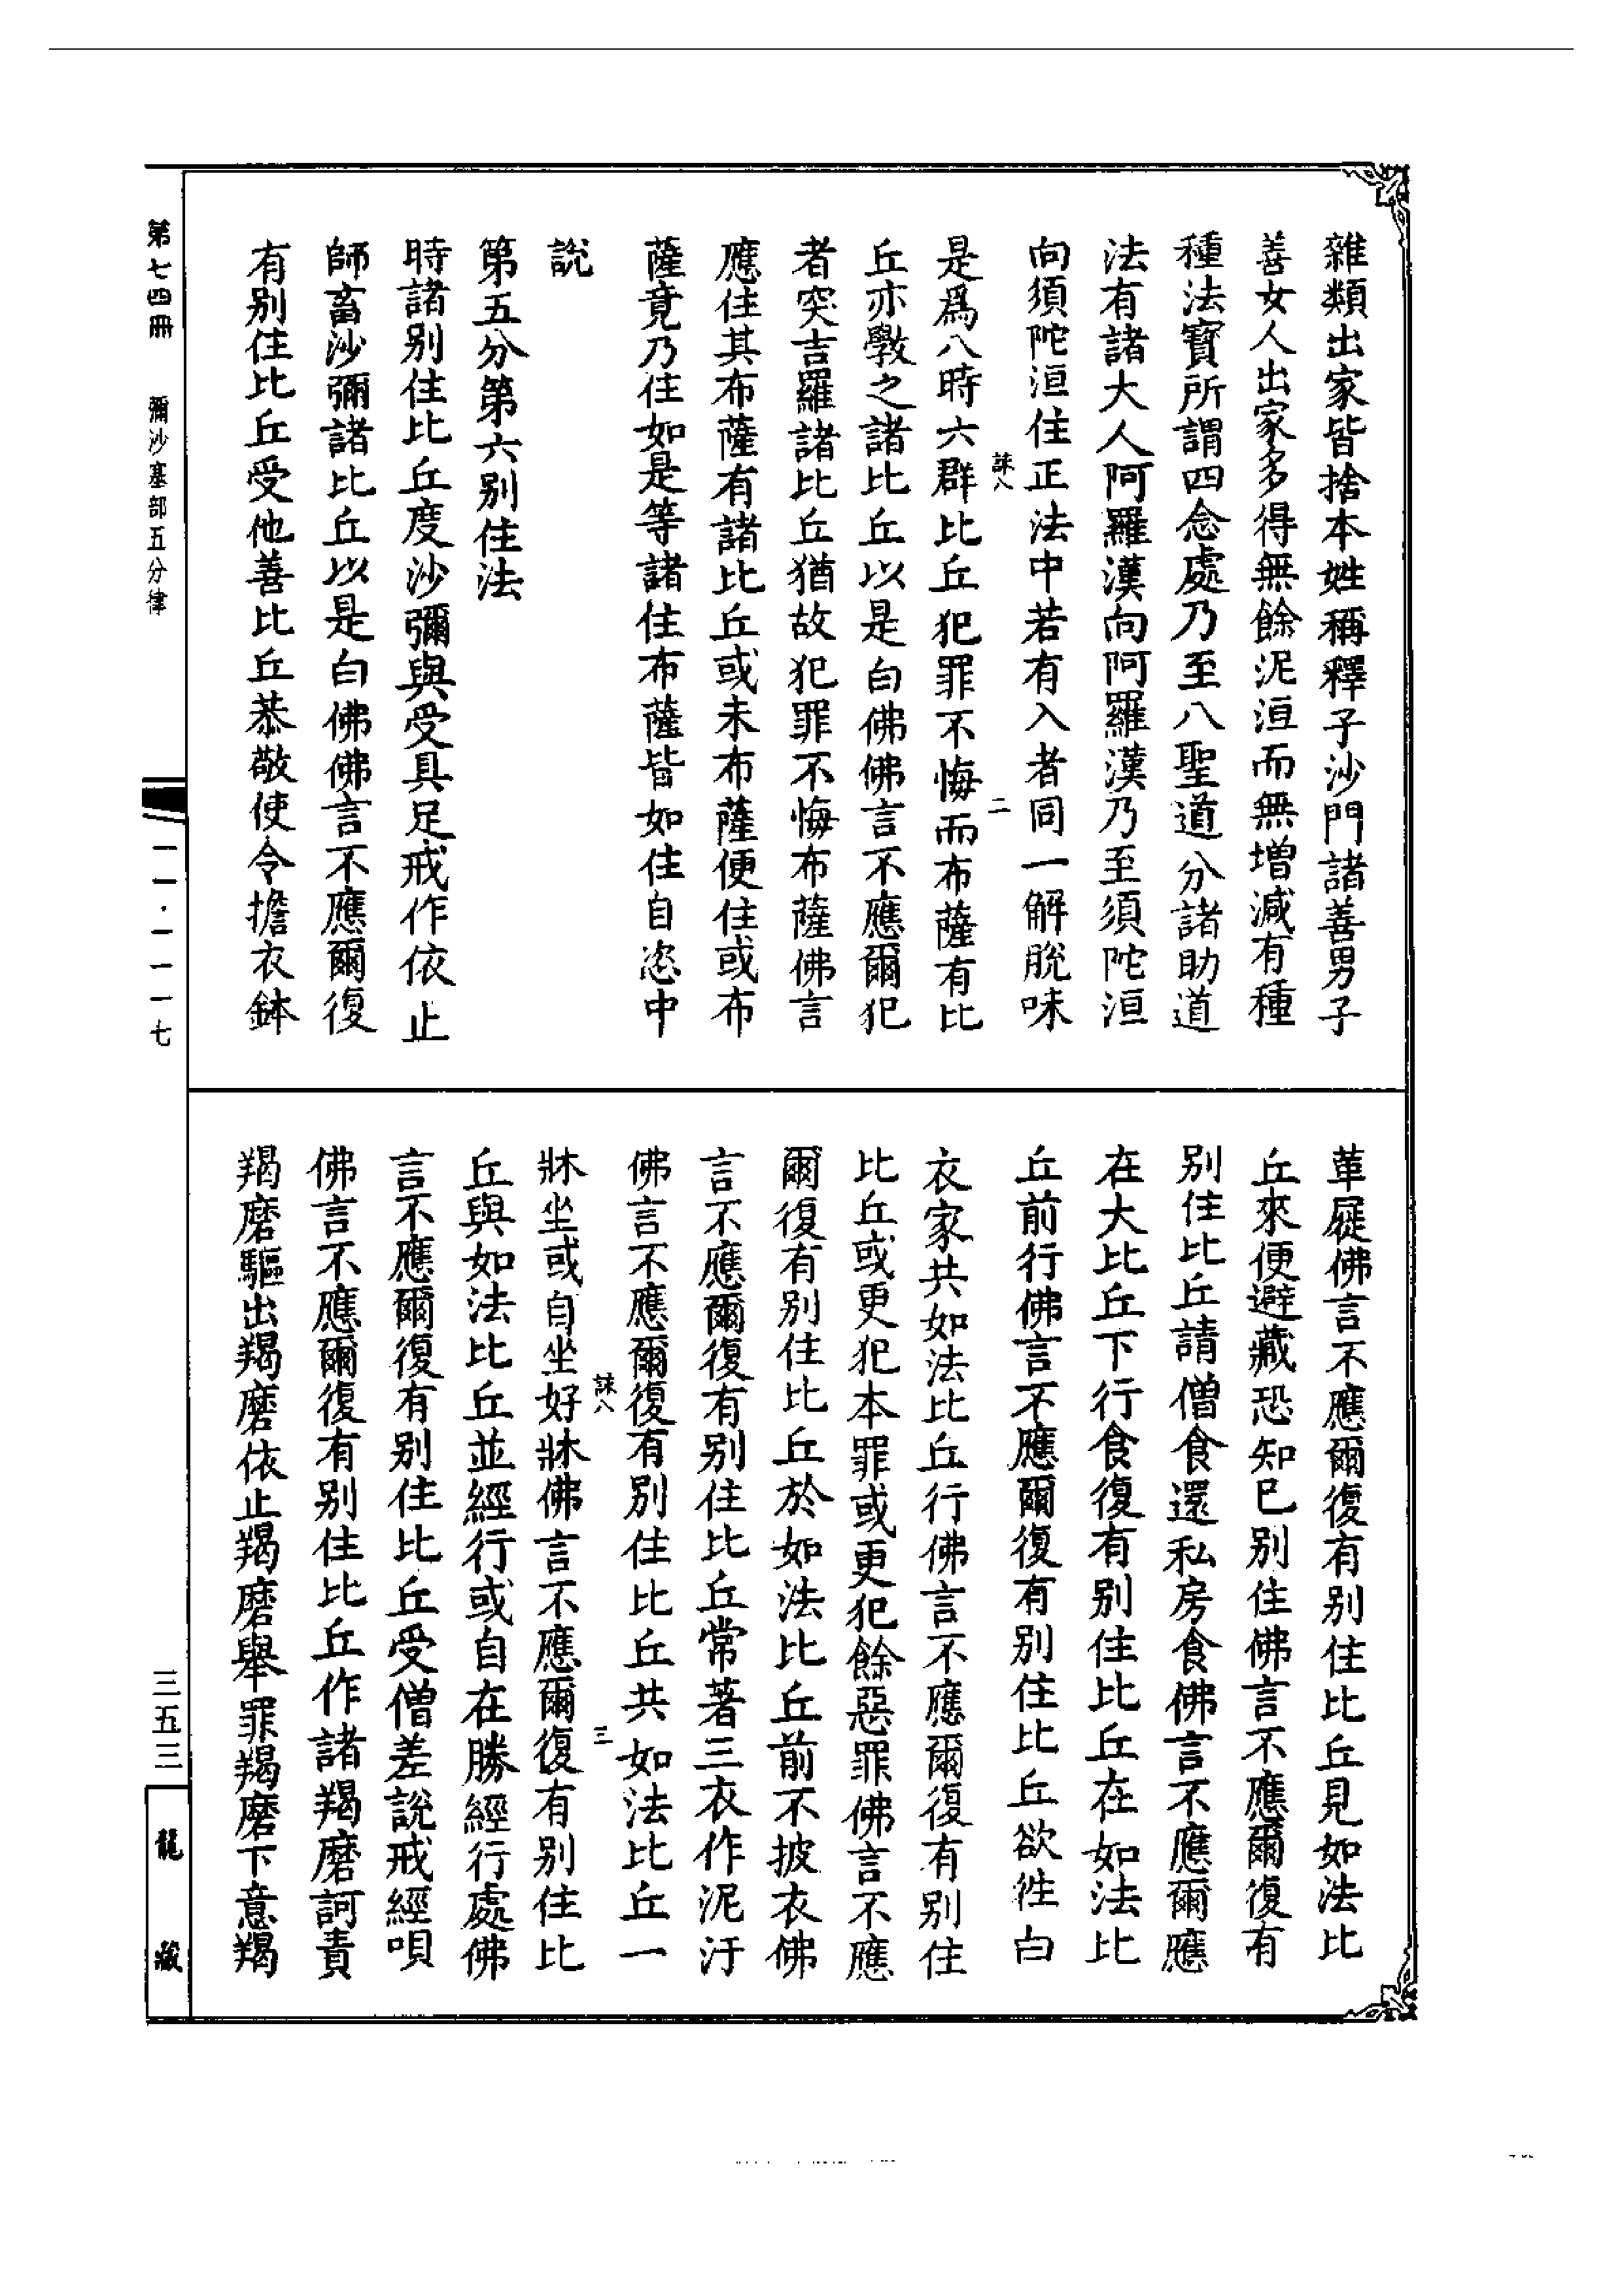 雜類出家皆捨本姓稱釋子沙門諸善男子
善女人出家多得無餘泥洹而無增減有種
種法寶所謂四念處乃至八聖道分諸助道
法有諸大人阿羅漢向阿羅漢乃至須陀洹
向須陀洹住正法中若有入者同一解脫味
誄八
二
是爲八時六群比丘犯罪不悔而布薩有比
丘亦斆之諸比丘以是白佛佛言不應爾犯
者突吉羅諸比丘猶故犯罪不悔布薩佛言
應住其布薩有諸比丘或未布薩便住或布
薩竟乃住如是等諸住布薩皆如住自恣中
說
第五分第六別住法
時諸別住比丘度沙彌與受具足戒作依止
師畜沙彌諸比丘以是白佛佛言不應爾復
有別住比丘受他善比丘恭敬使令擔衣鉢
革屣佛言不應爾復有別住比丘見如法比
丘來便避藏恐知已別住佛言不應爾復有
別住比丘請僧食還私房食佛言不應爾應
在大比丘下行食復有別住比丘在如法比
丘前行佛言不應爾復有別住比丘欲往白
衣家共如法比丘行佛言不應爾復有別住
比丘或更犯本罪或更犯餘惡罪佛言不應
爾復有別住比丘於如法比丘前不披衣佛
言不應爾復有別住比丘常著三衣作泥汙
佛言不應爾復有別住比丘共如法比丘一
誄八
三
牀坐或自坐好牀佛言不應爾復有別住比
丘與如法比丘並經行或自在勝經行處佛
言不應爾復有別住比丘受僧差說戒經唄
佛言不應爾復有別住比丘作諸羯磨訶責
羯磨驅出羯磨依止羯磨舉罪羯磨下意羯
第七四冊
彌沙塞部五分律
一一·一一一七
三五三
龍藏